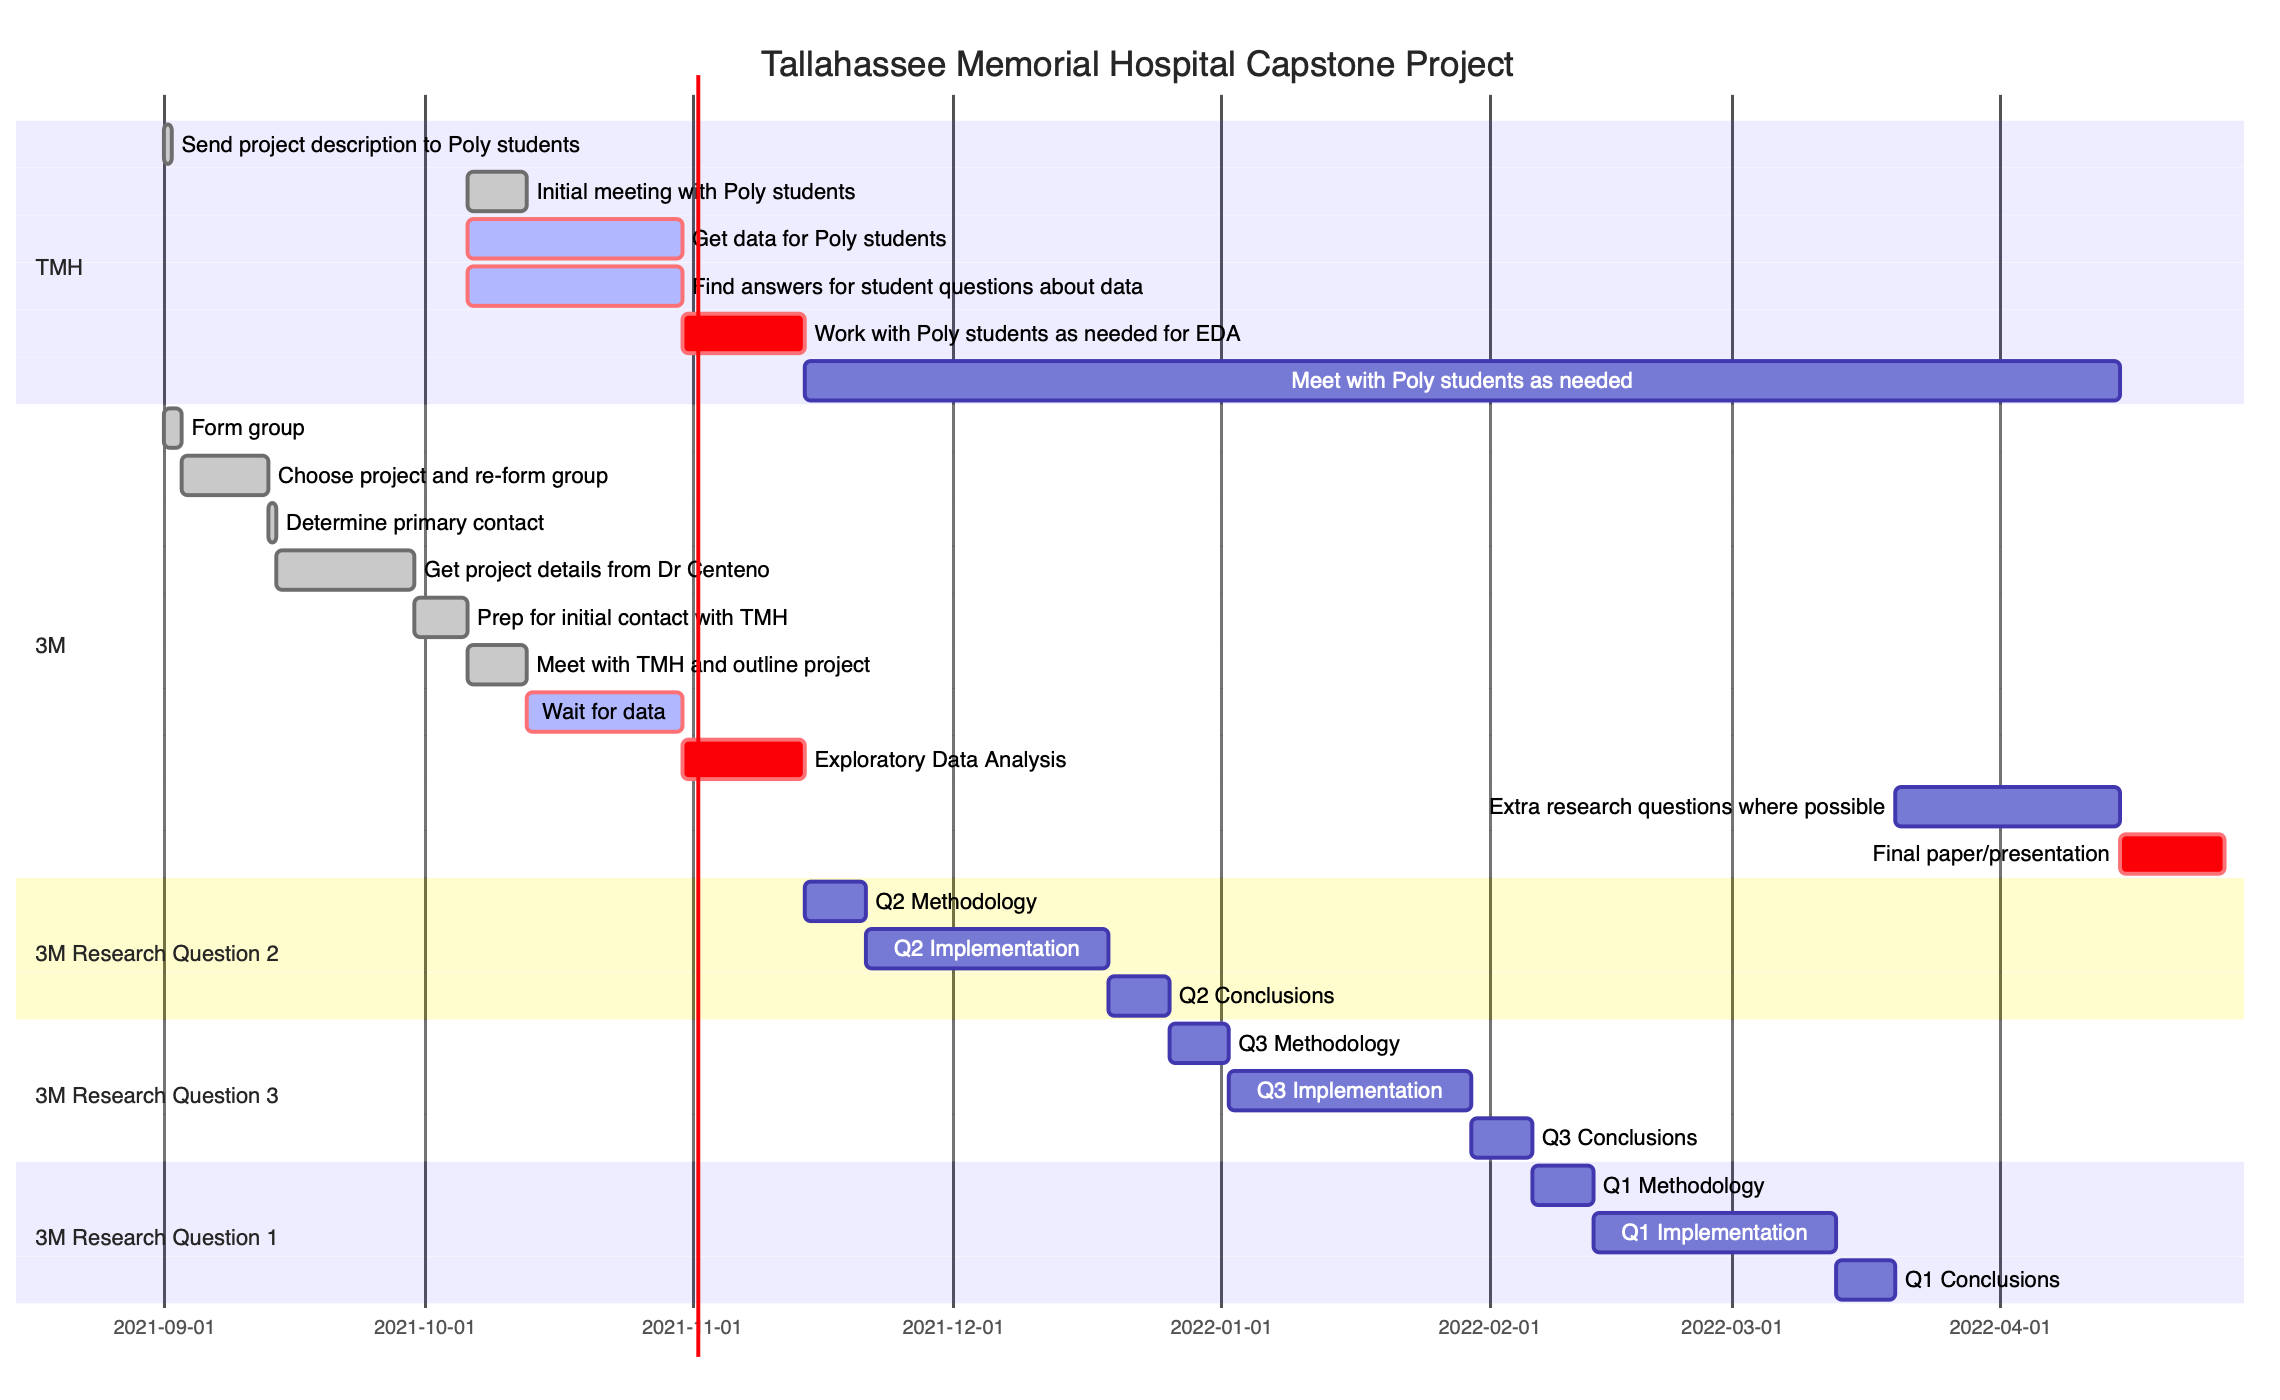 Tallahassee Memorial Hospital Capstone Project
Send project description to Poly students
Initial meeting with Poly students
Get data for Poly students
TMH
Find answers for student questions about data
Work with Poly students as needed for EDA
Meet with Poly students as needed
Form group
Choose project and re-form group
Determine primary contact
Get project details from Dr Centeno
Prep for initial contact with TMH
3M
Meet with TMH and outline project
Wait for data
Exploratory Data Analysis
Extra research questions where possible
Final paper/presentation
Q2 Methodology
3M Research Question 2
Q2 Implementation
Q2 Conclusions
Q3 Methodology
3M Research Question 3
Q3 Implementation
Q3 Conclusions
Q1 Methodology
3M Research Question 1
Q1 Implementation
Q1 Conclusions
2021-09-01
2021-10-01
2021-11-01
2021-12-01
2022-01-01
2022-02-01
2022-03-01
2022-04-01